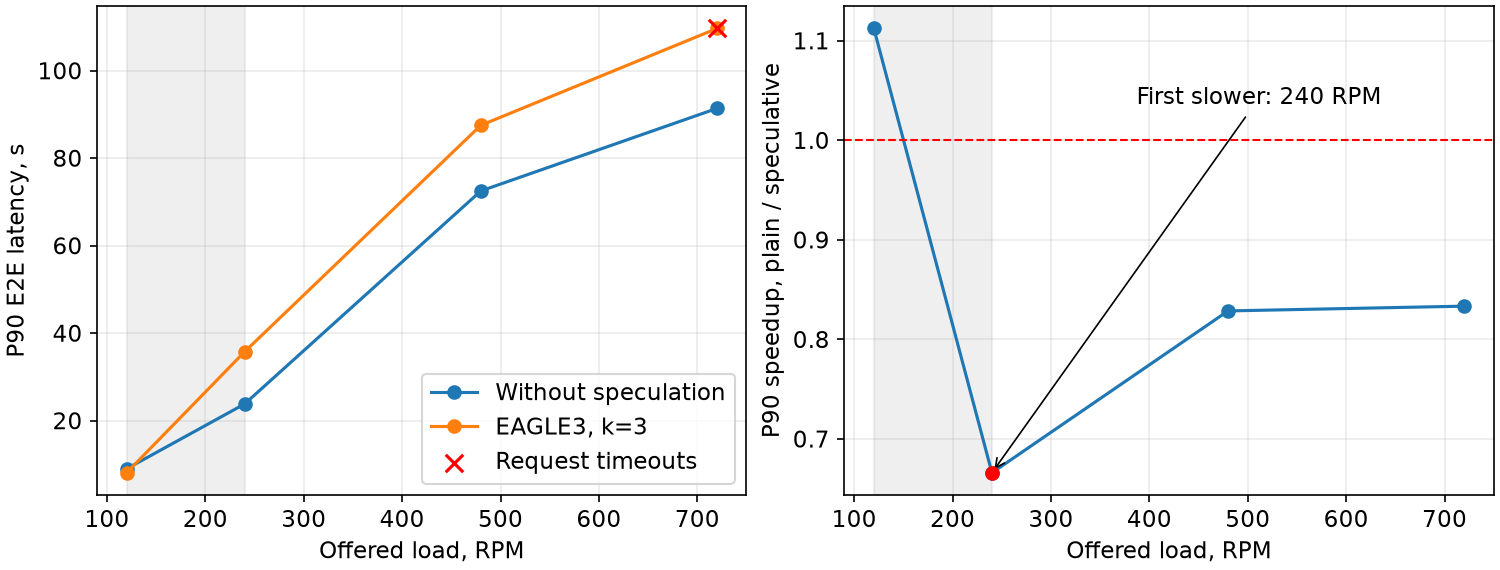 P90 E2E latency, s
100
80
60
40
20
Without speculation
EAGLE3, k=3
Request timeouts
100 200 300 400 500 600 700
Offered load, RPM
P90 speedup, plain / speculative
1.1
1.0
0.9
0.8
0.7
First slower: 240 RPM
100 200 300 400 500 600 700
Offered load, RPM